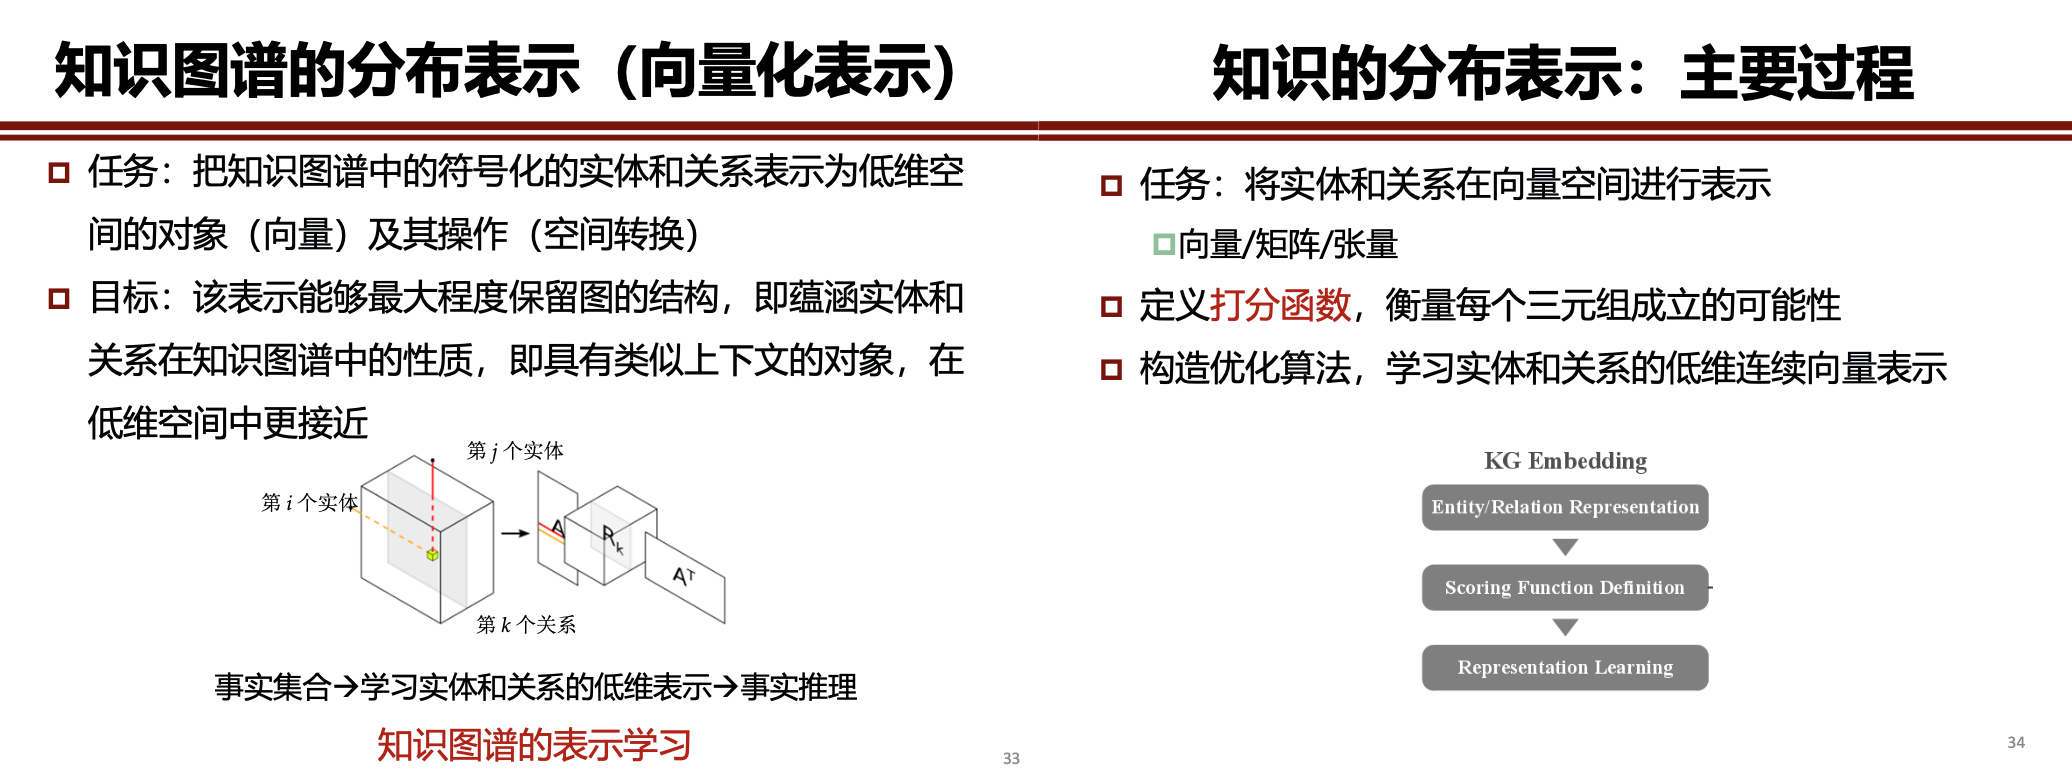 知识图谱的分布表示（向量化表示）
任务：把知识图谱中的符号化的实体和关系表示为低维空
间的对象（向量）及其操作（空间转换）
目标：该表示能够最大程度保留图的结构，即蕴涵实体和
关系在知识图谱中的性质，即具有类似上下文的对象，在
低维空间中更接近
第 j 个实体
第 i 个实体
第 k 个关系
A
Rk
Aᵀ
事实集合→学习实体和关系的低维表示→事实推理
知识图谱的表示学习
33
知识的分布表示：主要过程
任务：将实体和关系在向量空间进行表示
向量/矩阵/张量
定义打分函数，衡量每个三元组成立的可能性
构造优化算法，学习实体和关系的低维连续向量表示
KG Embedding
Entity/Relation Representation
Scoring Function Definition
Representation Learning
34